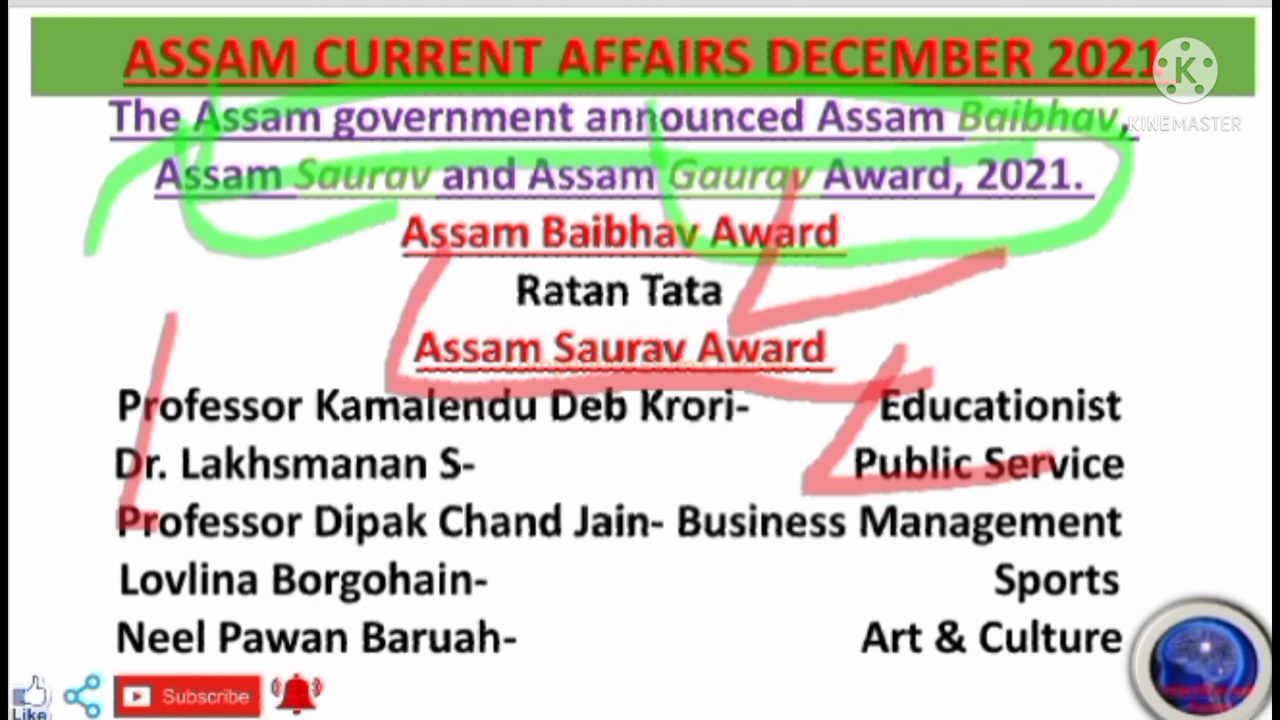 ASSAM CURRENT AFFAIRS DECEMBER 2021
KINEMASTER
The Assam government announced Assam Baibhav,
Assam Saurav and Assam Gaurav Award, 2021.
Assam Baibhav Award
Ratan Tata
Assam Saurav Award
Professor Kamalendu Deb Krori- Educationist
Dr. Lakhsmanan S- Public Service
Professor Dipak Chand Jain- Business Management
Lovlina Borgohain- Sports
Neel Pawan Baruah- Art & Culture
Like
Subscribe